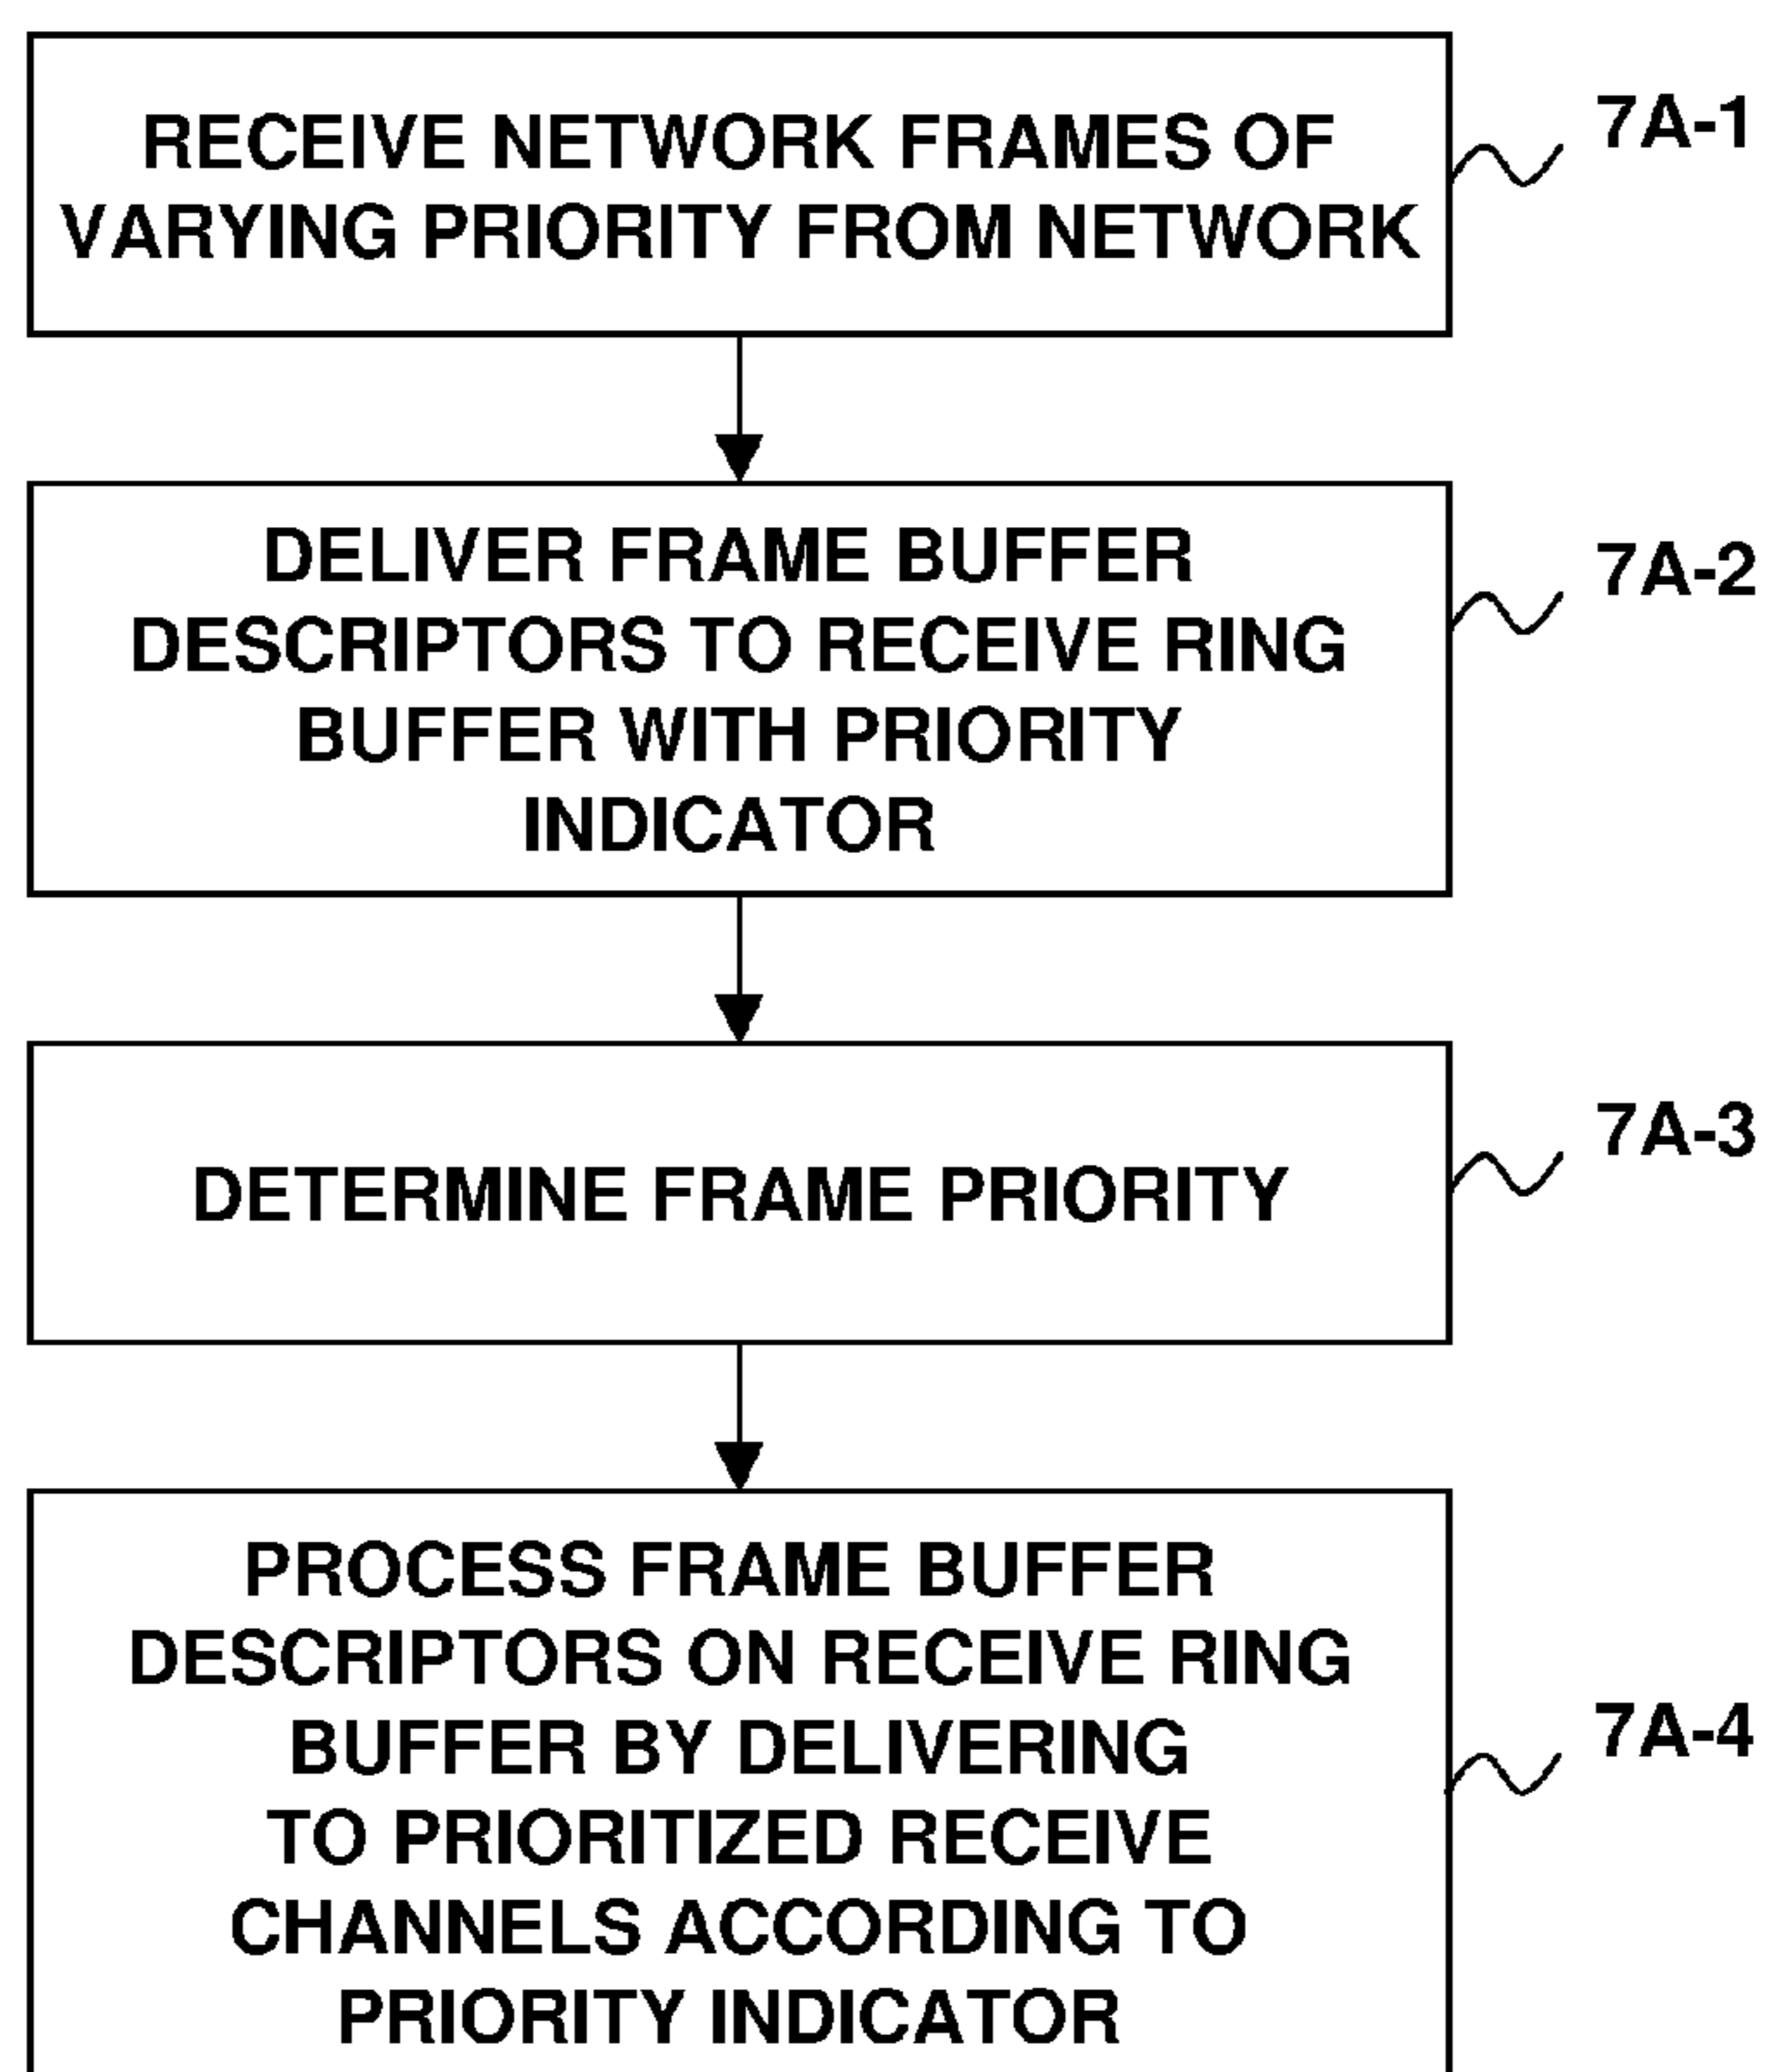 RECEIVE NETWORK FRAMES OF
VARYING PRIORITY FROM NETWORK
7A-1
DELIVER FRAME BUFFER
DESCRIPTORS TO RECEIVE RING
BUFFER WITH PRIORITY
INDICATOR
7A-2
DETERMINE FRAME PRIORITY
7A-3
PROCESS FRAME BUFFER
DESCRIPTORS ON RECEIVE RING
BUFFER BY DELIVERING
TO PRIORITIZED RECEIVE
CHANNELS ACCORDING TO
PRIORITY INDICATOR
7A-4